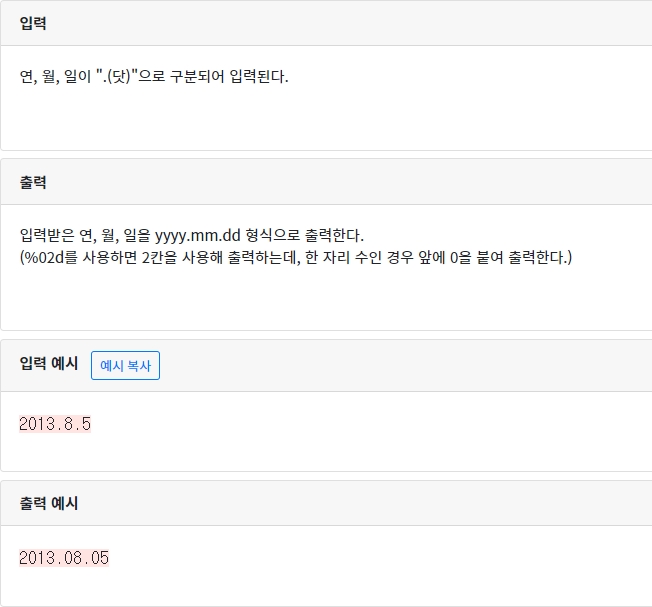 입력
연, 월, 일이 ".(닷)"으로 구분되어 입력된다.
출력
입력받은 연, 월, 일을 yyyy.mm.dd 형식으로 출력한다.
(%02d를 사용하면 2칸을 사용해 출력하는데, 한 자리 수인 경우 앞에 0을 붙여 출력한다.)
입력 예시 예시 복사
2013.8.5
출력 예시
2013.08.05